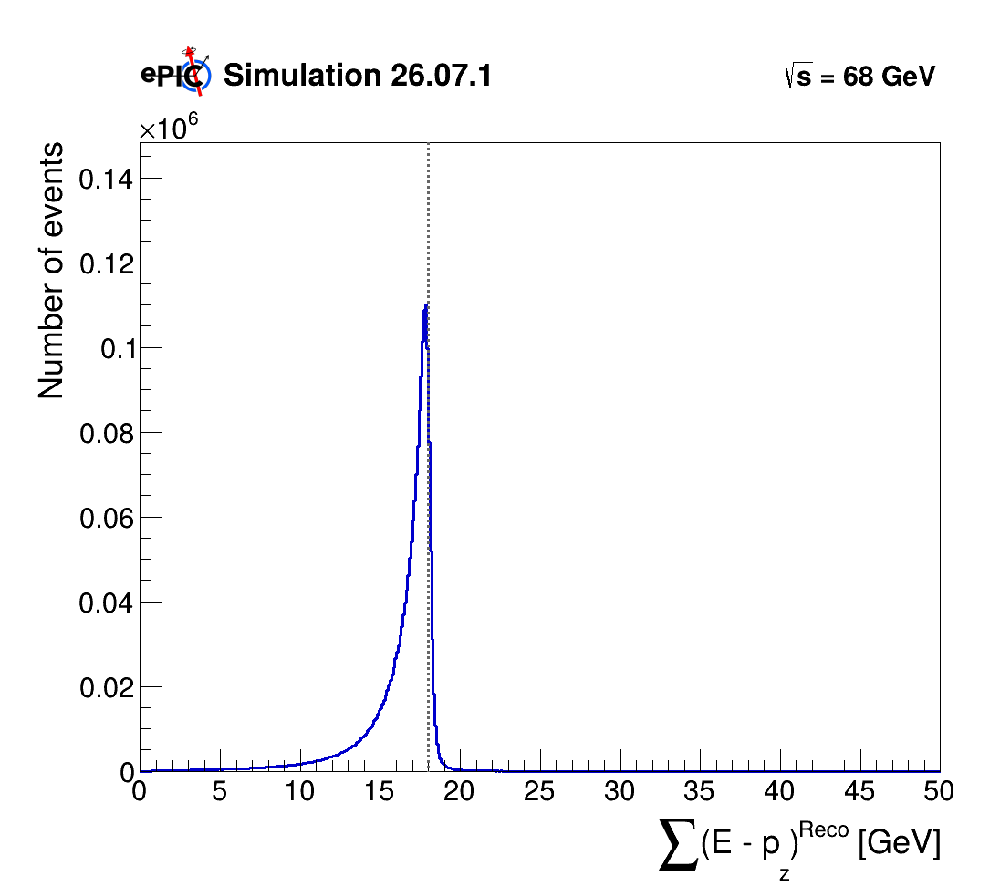 ePIC Simulation 26.07.1
√s = 68 GeV
×10⁶
Number of events
0.14
0.12
0.1
0.08
0.06
0.04
0.02
0
0 5 10 15 20 25 30 35 40 45 50
∑(E - p_z)^Reco [GeV]